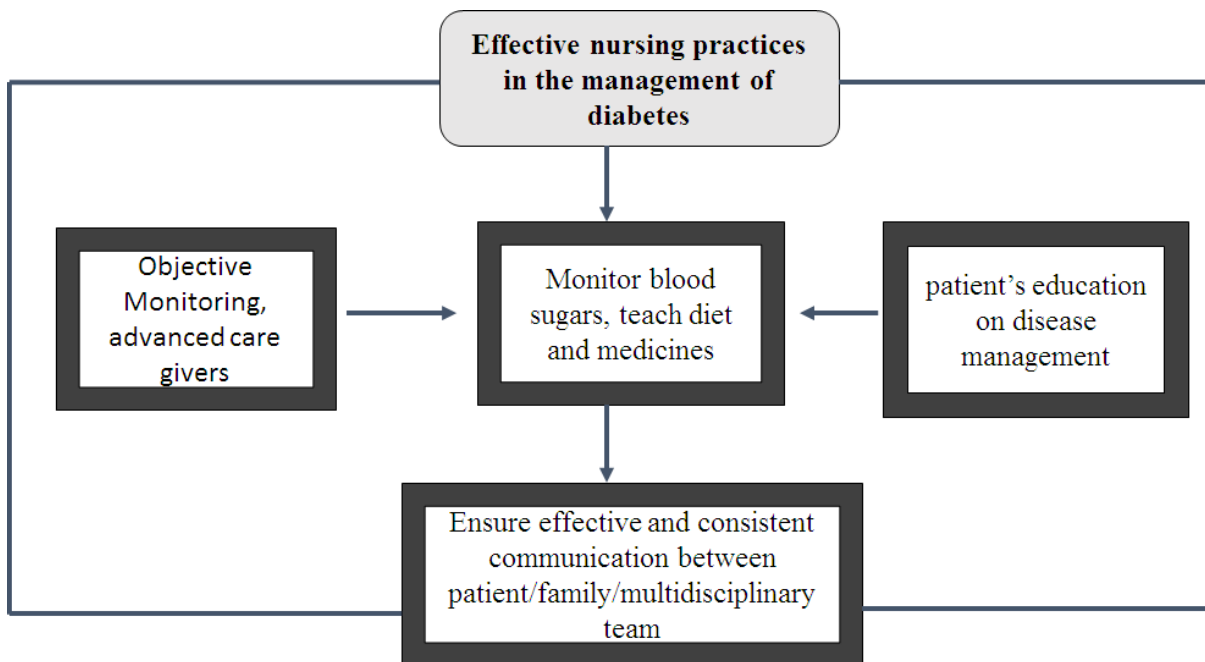 Effective nursing practices
in the management of
diabetes
Objective
Monitoring,
advanced care
givers
Monitor blood
sugars, teach diet
and medicines
patient’s education
on disease
management
Ensure effective and consistent
communication between
patient/family/multidisciplinary
team